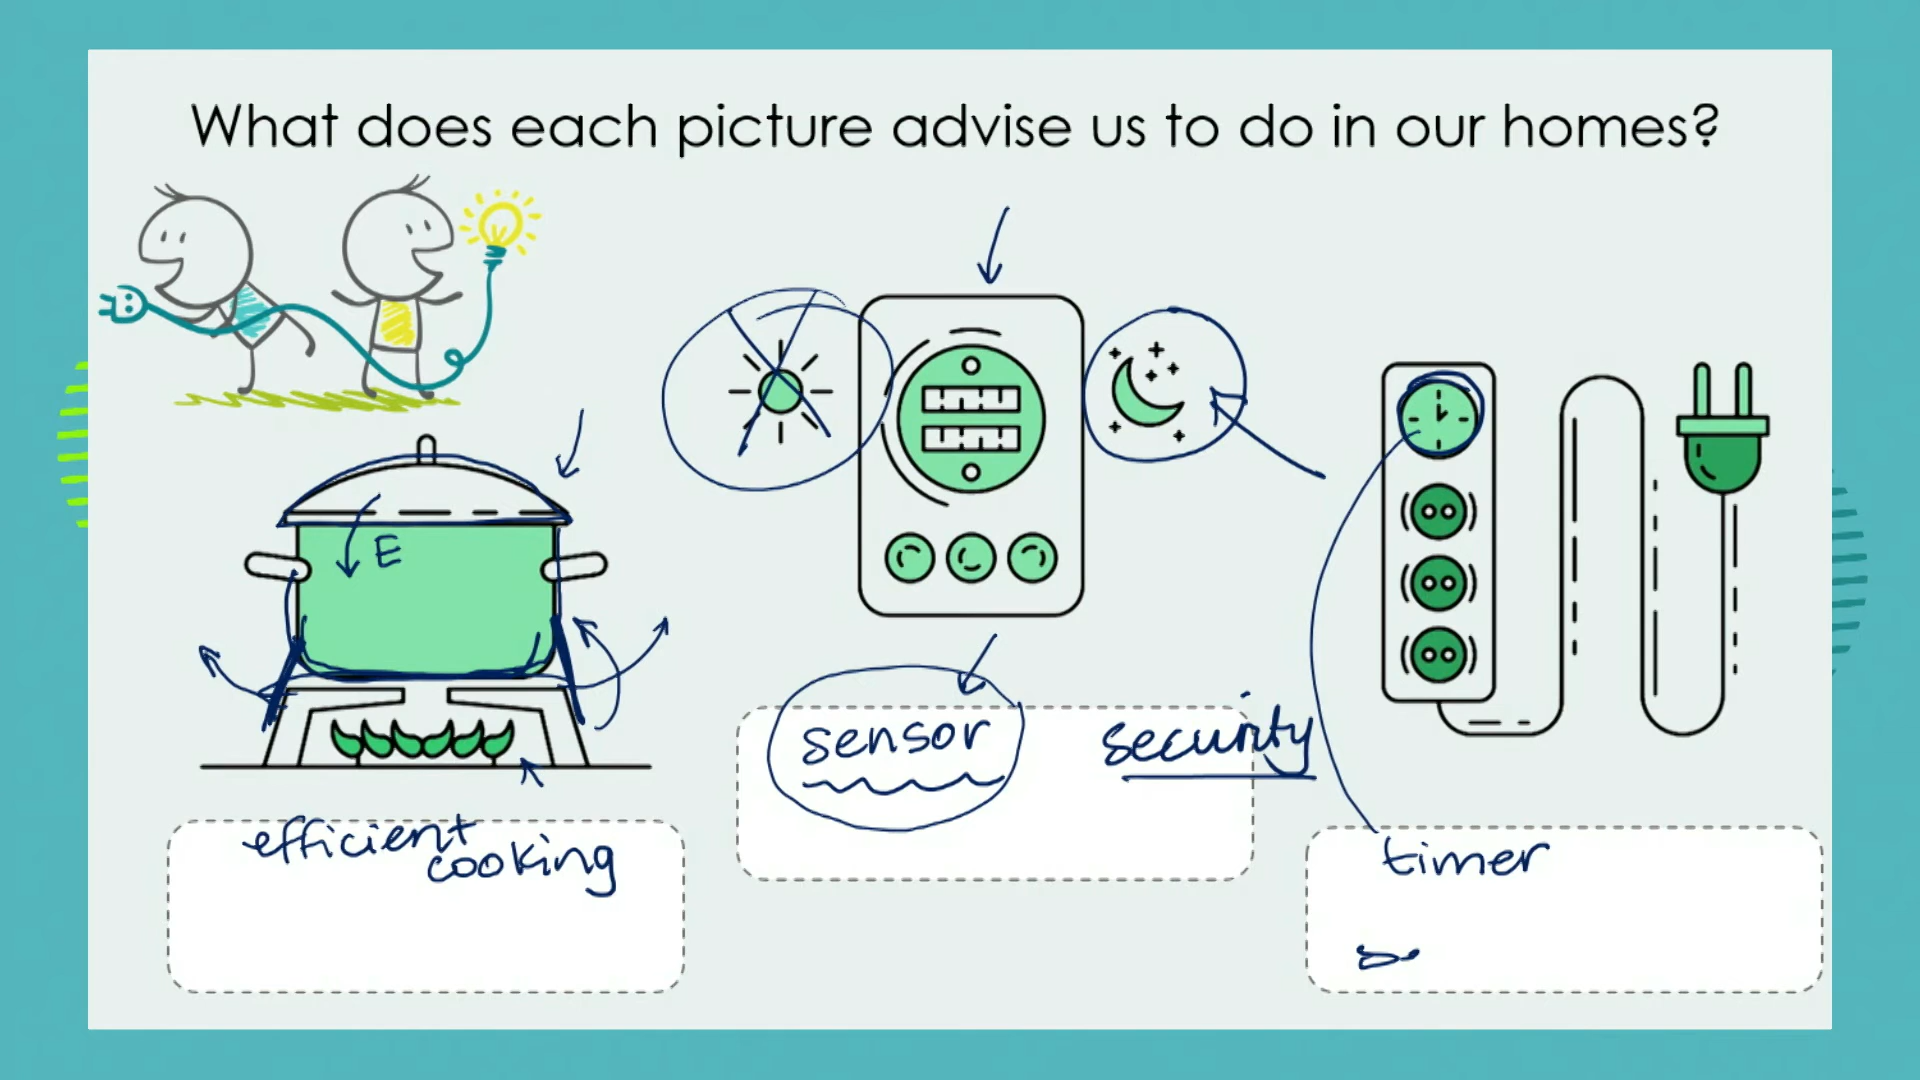 What does each picture advise us to do in our homes?
E
efficient
cooking
sensor
security
timer